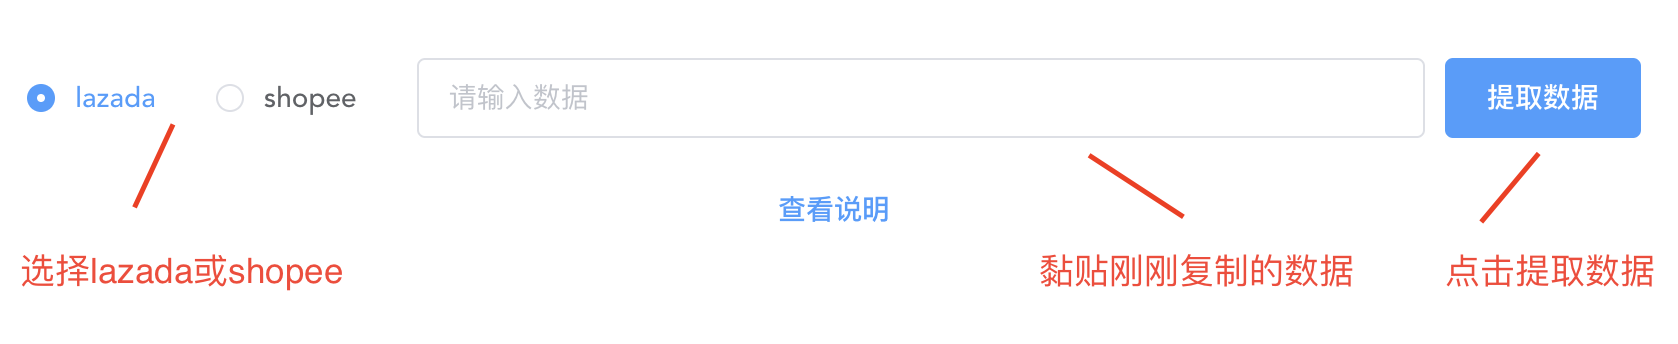 lazada
shopee
请输入数据
提取数据
查看说明
选择lazada或shopee
黏贴刚刚复制的数据
点击提取数据